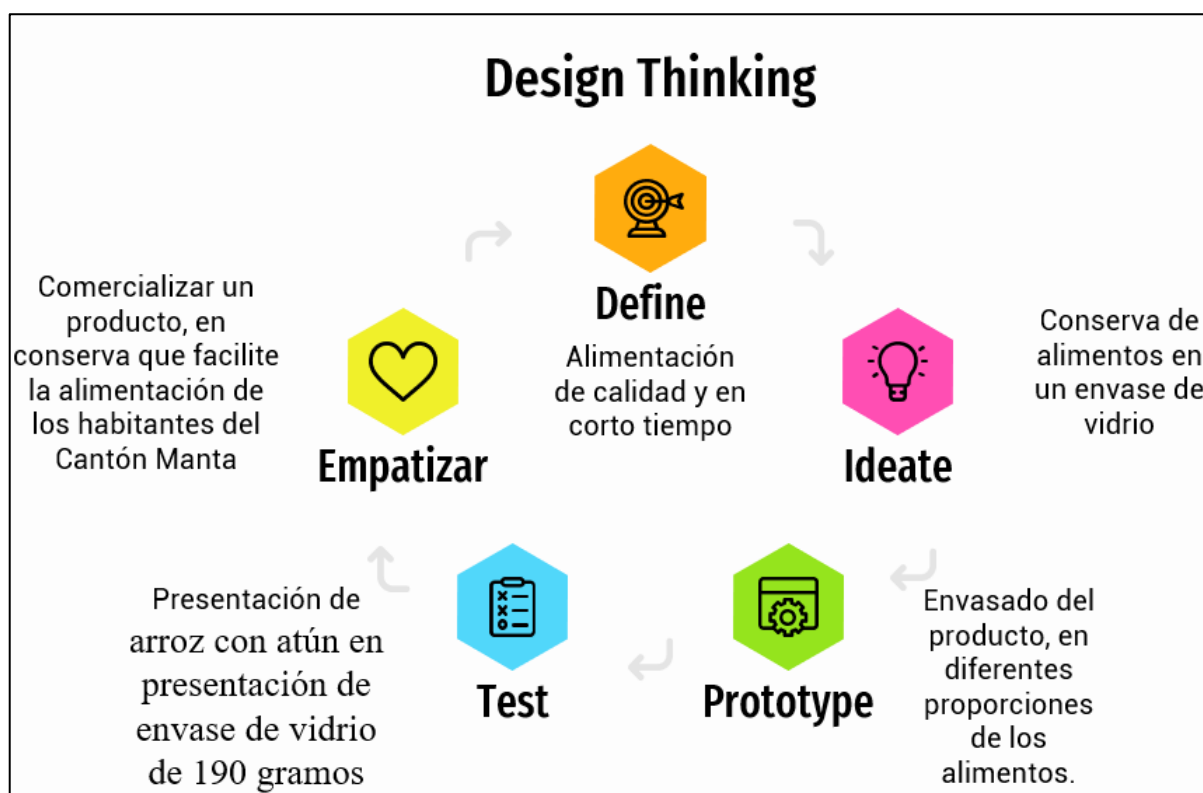 Design Thinking
Comercializar un
producto, en
conserva que facilite
la alimentación de
los habitantes del
Cantón Manta
Empatizar
Define
Alimentación
de calidad y en
corto tiempo
Ideate
Conserva de
alimentos en
un envase de
vidrio
Presentación de
arroz con atún en
presentación de
envase de vidrio
de 190 gramos
Test
Prototype
Envasado del
producto, en
diferentes
proporciones
de los
alimentos.